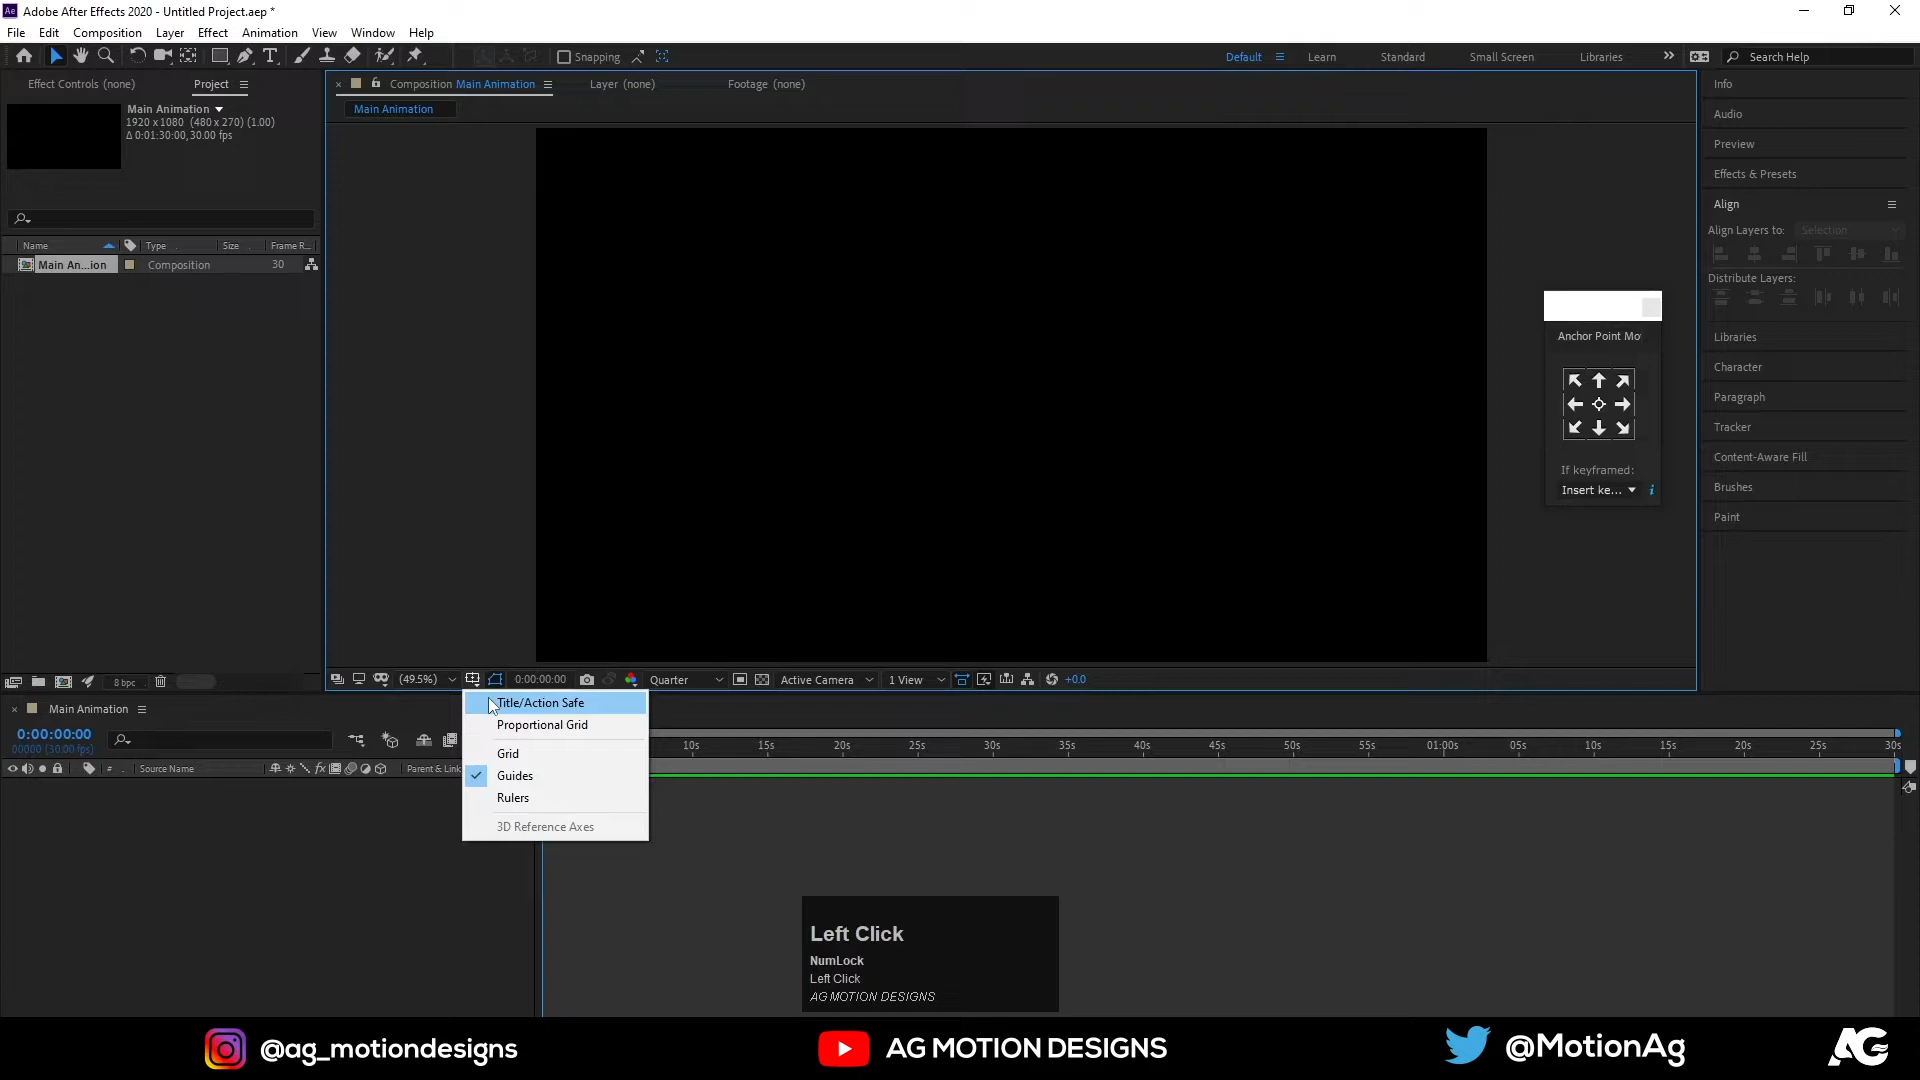 Ae Adobe After Effects 2020 - Untitled Project.aep *
File Edit Composition Layer Effect Animation View Window Help
Snapping Default Learn Standard Small Screen Libraries Search Help
Effect Controls (none) Project
Composition Main Animation Layer (none) Footage (none)
Main Animation
Main Animation
1920 x 1080 (480 x 270) (1.00)
Δ 0:01:30:00, 30.00 fps
Name Type Size Frame R...
Main An...ion Composition 30
8 bpc
Info
Audio
Preview
Effects & Presets
Align
Align Layers to: Selection
Distribute Layers:
Libraries
Character
Paragraph
Tracker
Content-Aware Fill
Brushes
Paint
Anchor Point Mo
If keyframed:
Insert ke... i
(49.5%) 0:00:00:00 Quarter Active Camera 1 View +0.0
Title/Action Safe
Proportional Grid
Grid
Guides
Rulers
3D Reference Axes
Main Animation
0:00:00:00
00000 (30.00 fps)
# Source Name fx Parent & Link
10s 15s 20s 25s 30s 35s 40s 45s 50s 55s 01:00s 05s 10s 15s 20s 25s 30s
Left Click
NumLock
Left Click
AG MOTION DESIGNS
@ag_motiondesigns AG MOTION DESIGNS @MotionAg AG